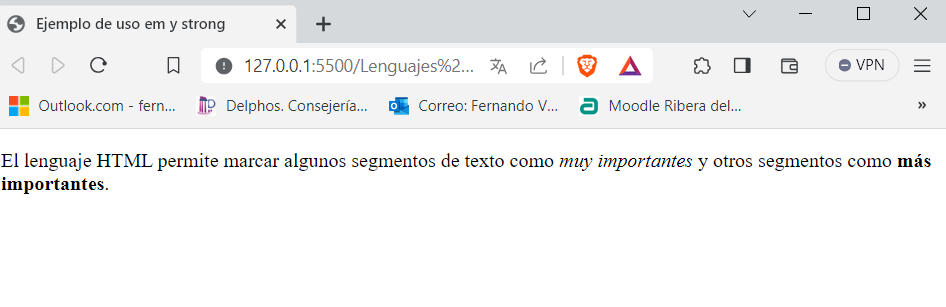 Ejemplo de uso em y strong
127.0.0.1:5500/Lenguajes%2...
VPN
Outlook.com - fern...
Delphos. Consejería...
Correo: Fernando V...
Moodle Ribera del...
»
El lenguaje HTML permite marcar algunos segmentos de texto como muy importantes y otros segmentos como más
importantes.